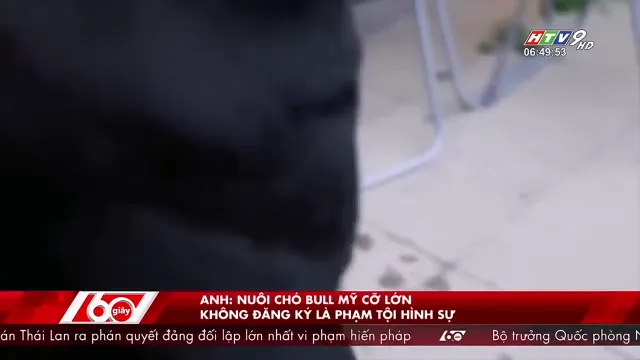 HTV9 HD
06:49:53
60 giây
ANH: NUÔI CHÓ BULL MỸ CỠ LỚN
KHÔNG ĐĂNG KÝ LÀ PHẠM TỘI HÌNH SỰ
án Thái Lan ra phán quyết đảng đối lập lớn nhất vi phạm hiến pháp 60 Bộ trưởng Quốc phòng N